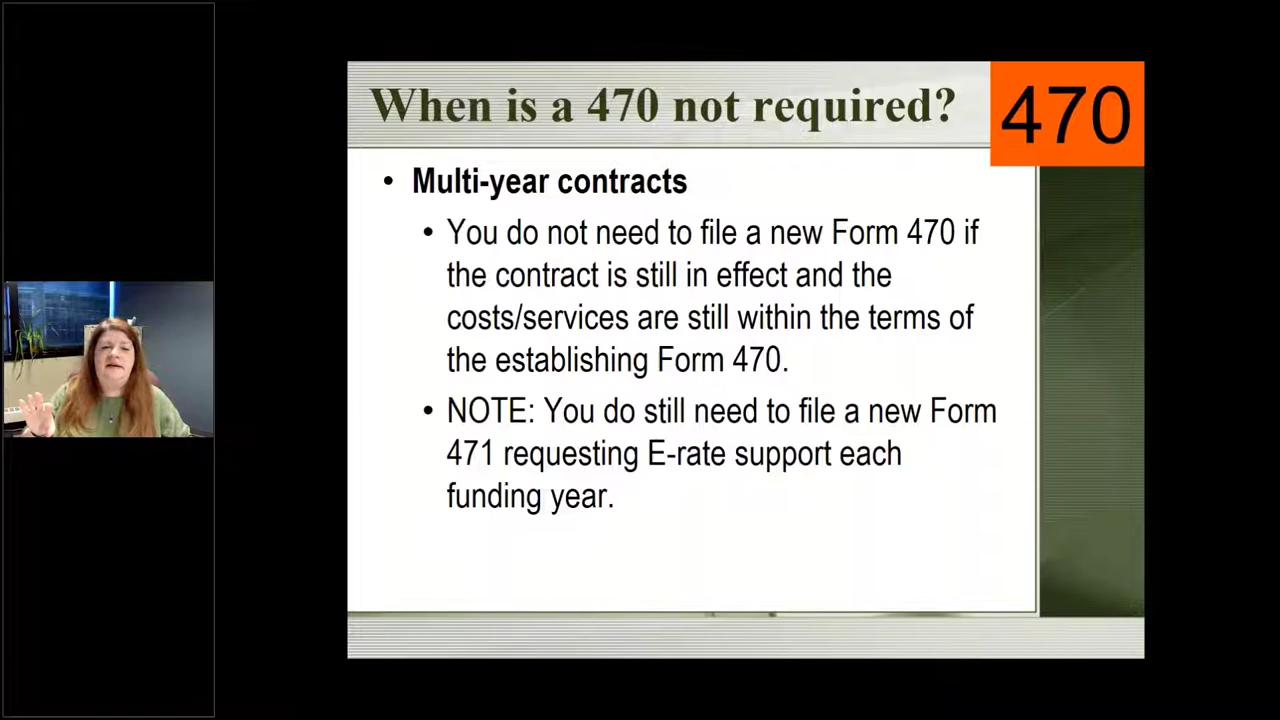 When is a 470 not required?
470
• Multi-year contracts
• You do not need to file a new Form 470 if
the contract is still in effect and the
costs/services are still within the terms of
the establishing Form 470.
• NOTE: You do still need to file a new Form
471 requesting E-rate support each
funding year.